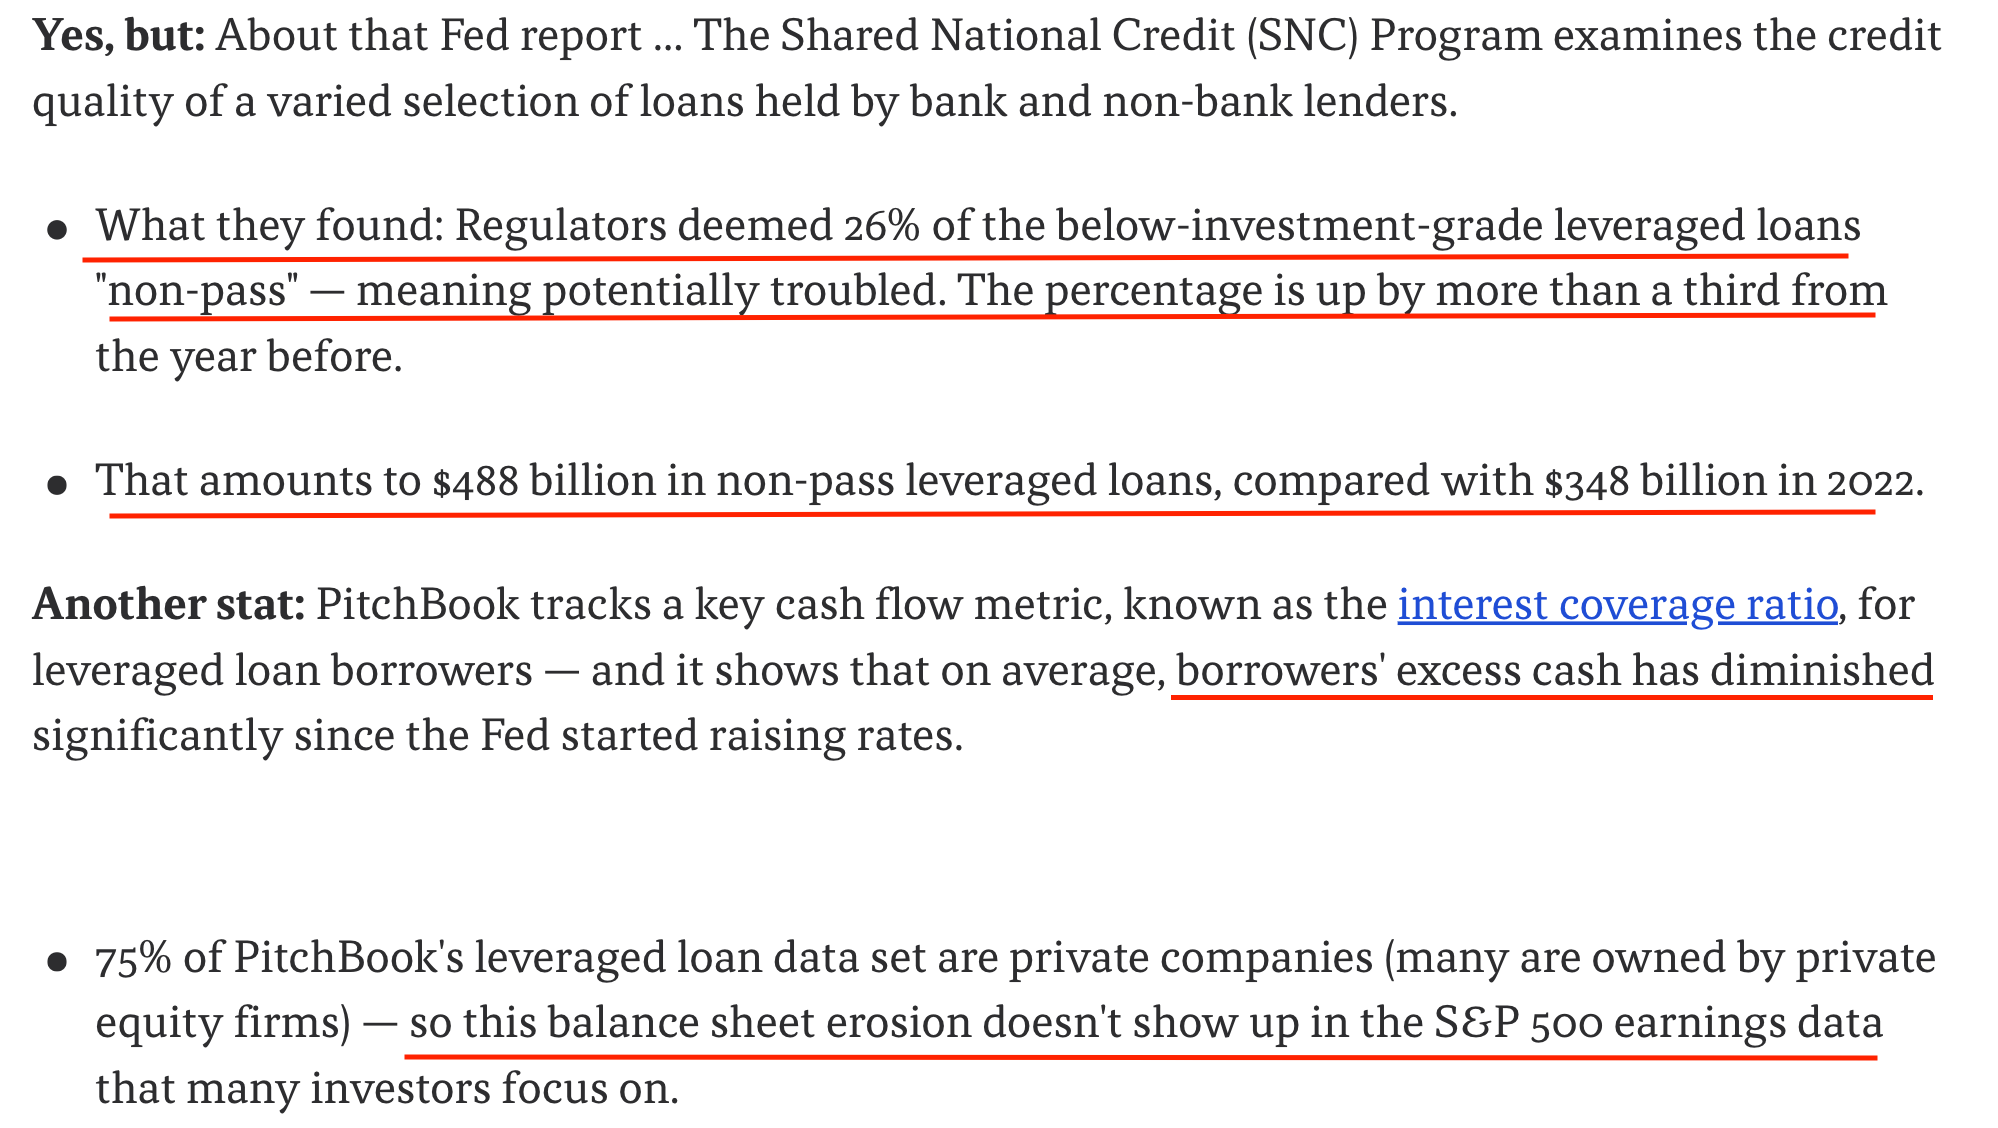 Yes, but: About that Fed report ... The Shared National Credit (SNC) Program examines the credit
quality of a varied selection of loans held by bank and non-bank lenders.
• What they found: Regulators deemed 26% of the below-investment-grade leveraged loans
"non-pass" — meaning potentially troubled. The percentage is up by more than a third from
the year before.
• That amounts to $488 billion in non-pass leveraged loans, compared with $348 billion in 2022.
Another stat: PitchBook tracks a key cash flow metric, known as the interest coverage ratio, for
leveraged loan borrowers — and it shows that on average, borrowers' excess cash has diminished
significantly since the Fed started raising rates.
• 75% of PitchBook's leveraged loan data set are private companies (many are owned by private
equity firms) — so this balance sheet erosion doesn't show up in the S&P 500 earnings data
that many investors focus on.